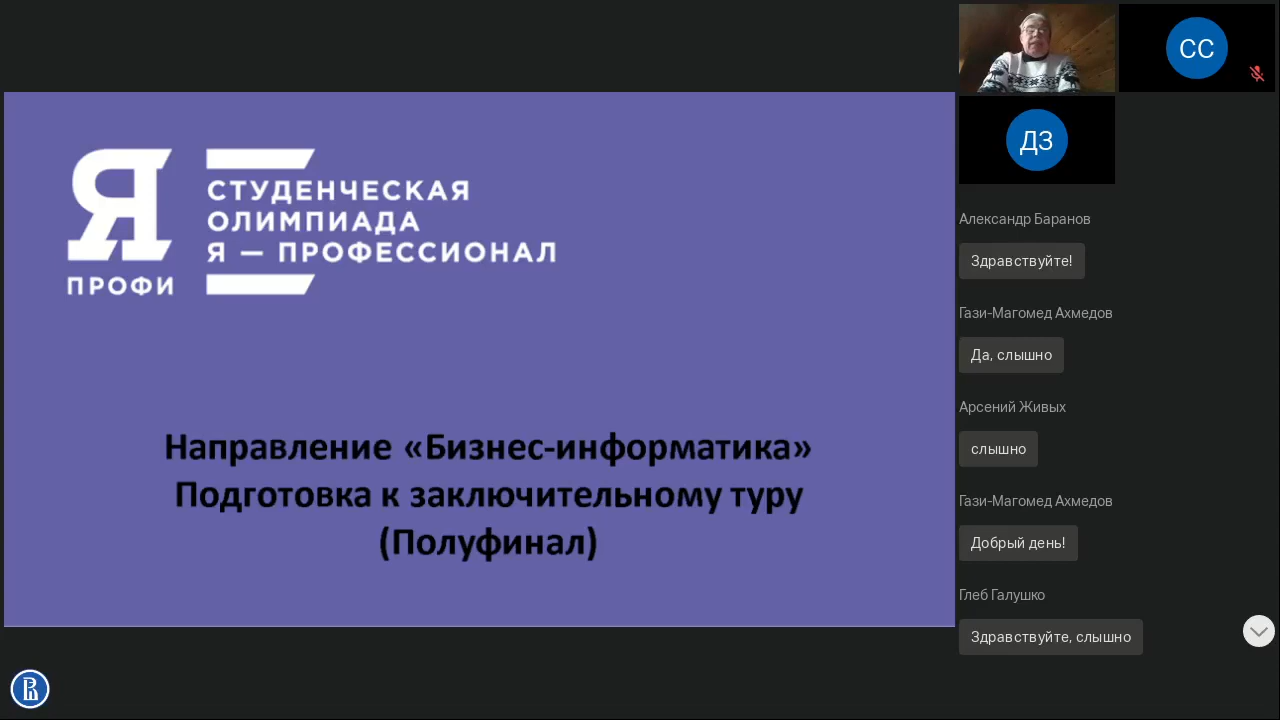 Я
ПРОФИ
СТУДЕНЧЕСКАЯ
ОЛИМПИАДА
Я — ПРОФЕССИОНАЛ
Направление «Бизнес-информатика»
Подготовка к заключительному туру
(Полуфинал)
СС
ДЗ
Александр Баранов
Здравствуйте!
Гази-Магомед Ахмедов
Да, слышно
Арсений Живых
слышно
Гази-Магомед Ахмедов
Добрый день!
Глеб Галушко
Здравствуйте, слышно